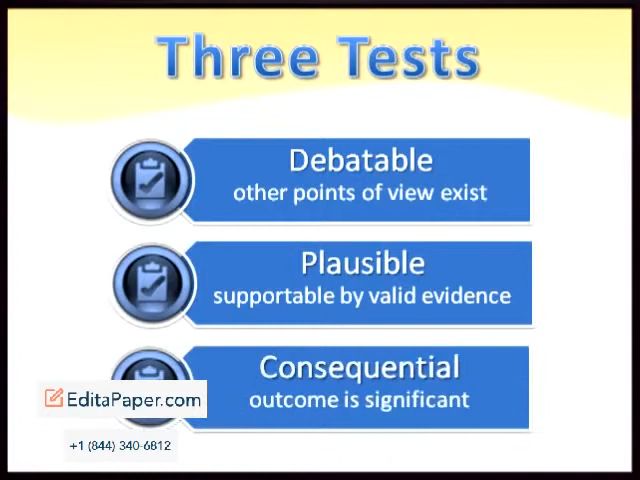 Three Tests
Debatable
other points of view exist
Plausible
supportable by valid evidence
Consequential
outcome is significant
EditaPaper.com
+1 (844) 340-6812